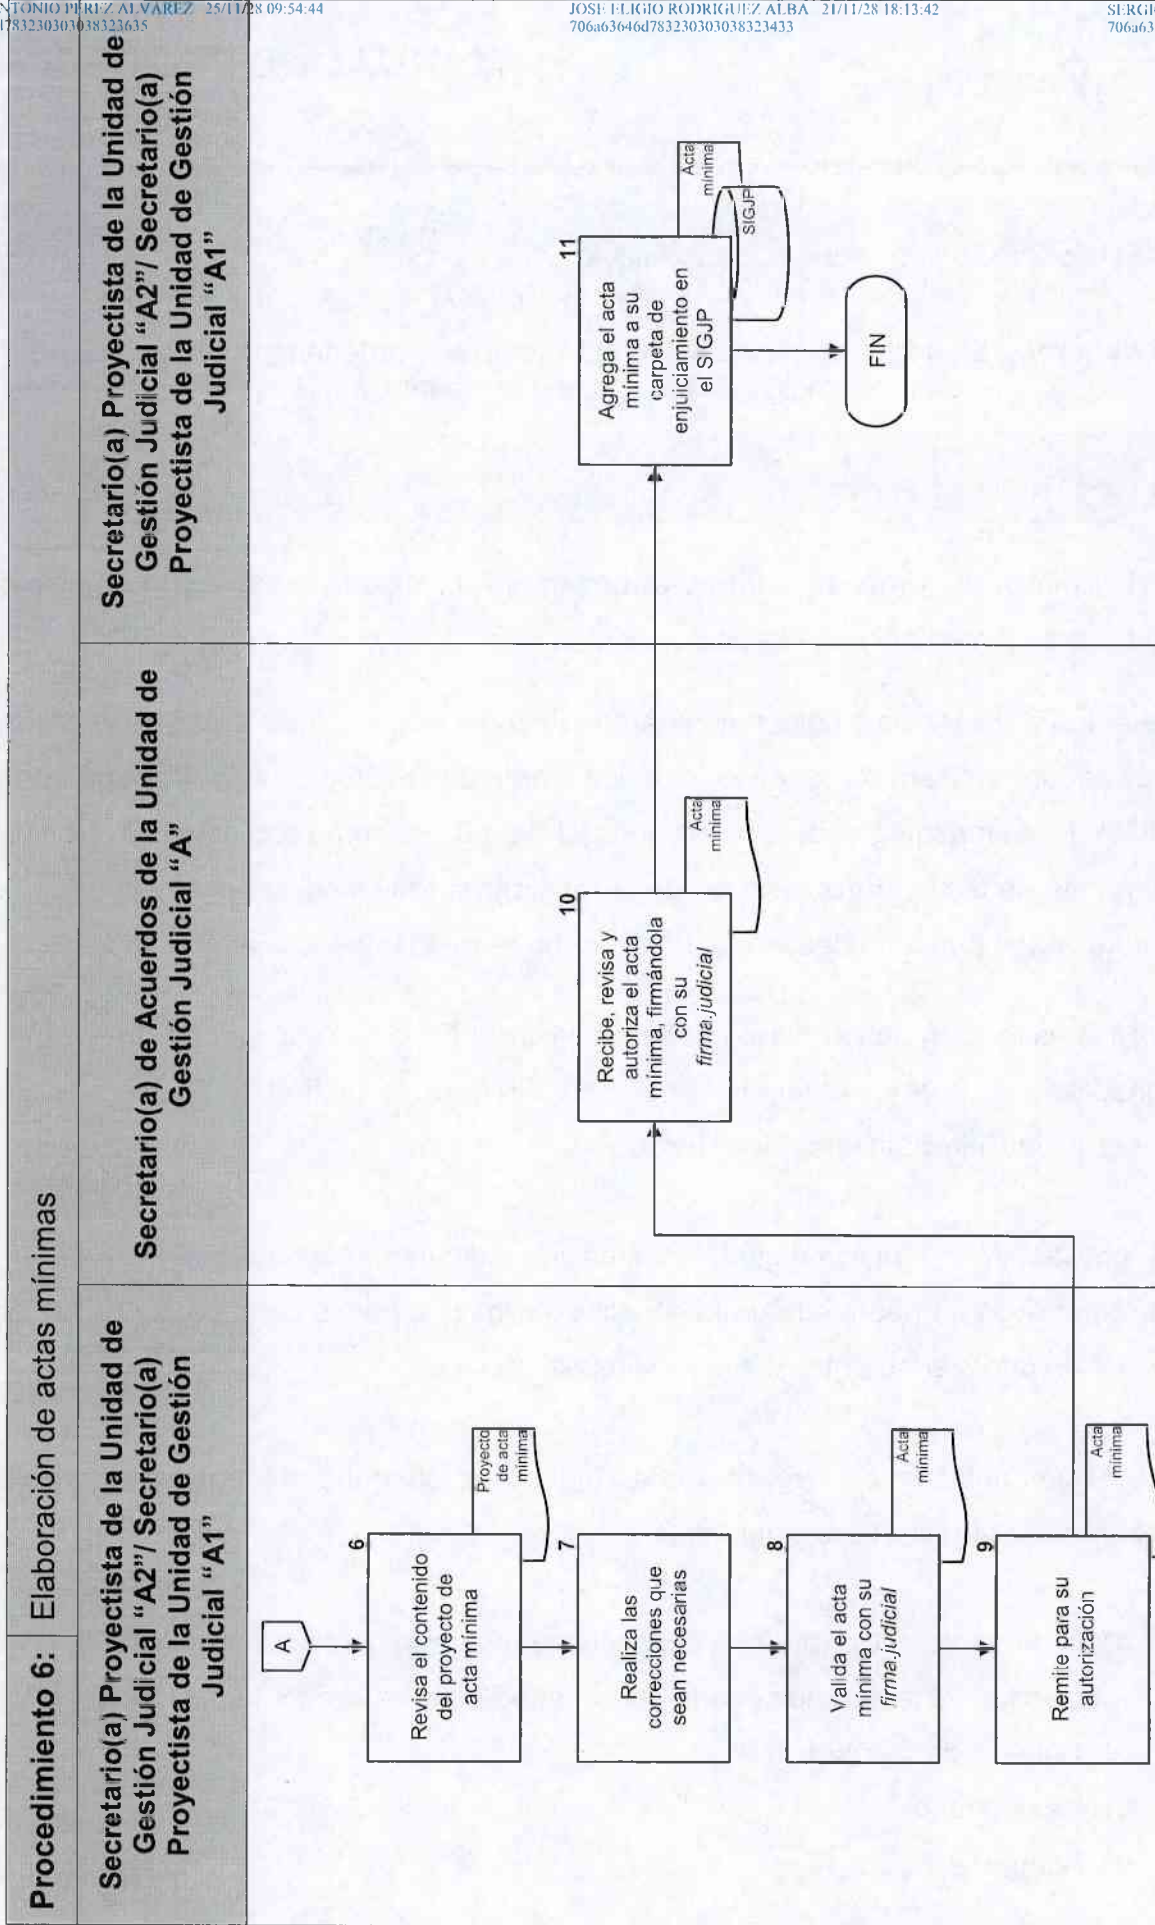 NTONIO PEREZ ALVAREZ 25/11/28 09:54:44
JOSE ELIGIO RODRIGUEZ ALBA 21/11/28 18:13:42
706a63646d783230303038323433
Procedimiento 6: Elaboración de actas mínimas
Secretario(a) Proyectista de la Unidad de
Gestión Judicial “A2”/ Secretario(a)
Proyectista de la Unidad de Gestión
Judicial “A1”
Secretario(a) de Acuerdos de la Unidad de
Gestión Judicial “A”
Secretario(a) Proyectista de la Unidad de
Gestión Judicial “A2”/ Secretario(a)
Proyectista de la Unidad de Gestión
Judicial “A1”
A
6
Revisa el contenido
del proyecto de
acta mínima
Proyecto
de acta
mínima
7
Realiza las
correcciones que
sean necesarias
8
Valida el acta
mínima con su
firma.judicial
Acta
mínima
9
Remite para su
autorización
Acta
mínima
10
Recibe, revisa y
autoriza el acta
mínima, firmándola
con su
firma.judicial
Acta
mínima
11
Agrega el acta
mínima a su
carpeta de
enjuiciamiento en
el SIGJP
Acta
mínima
SIGJP
FIN